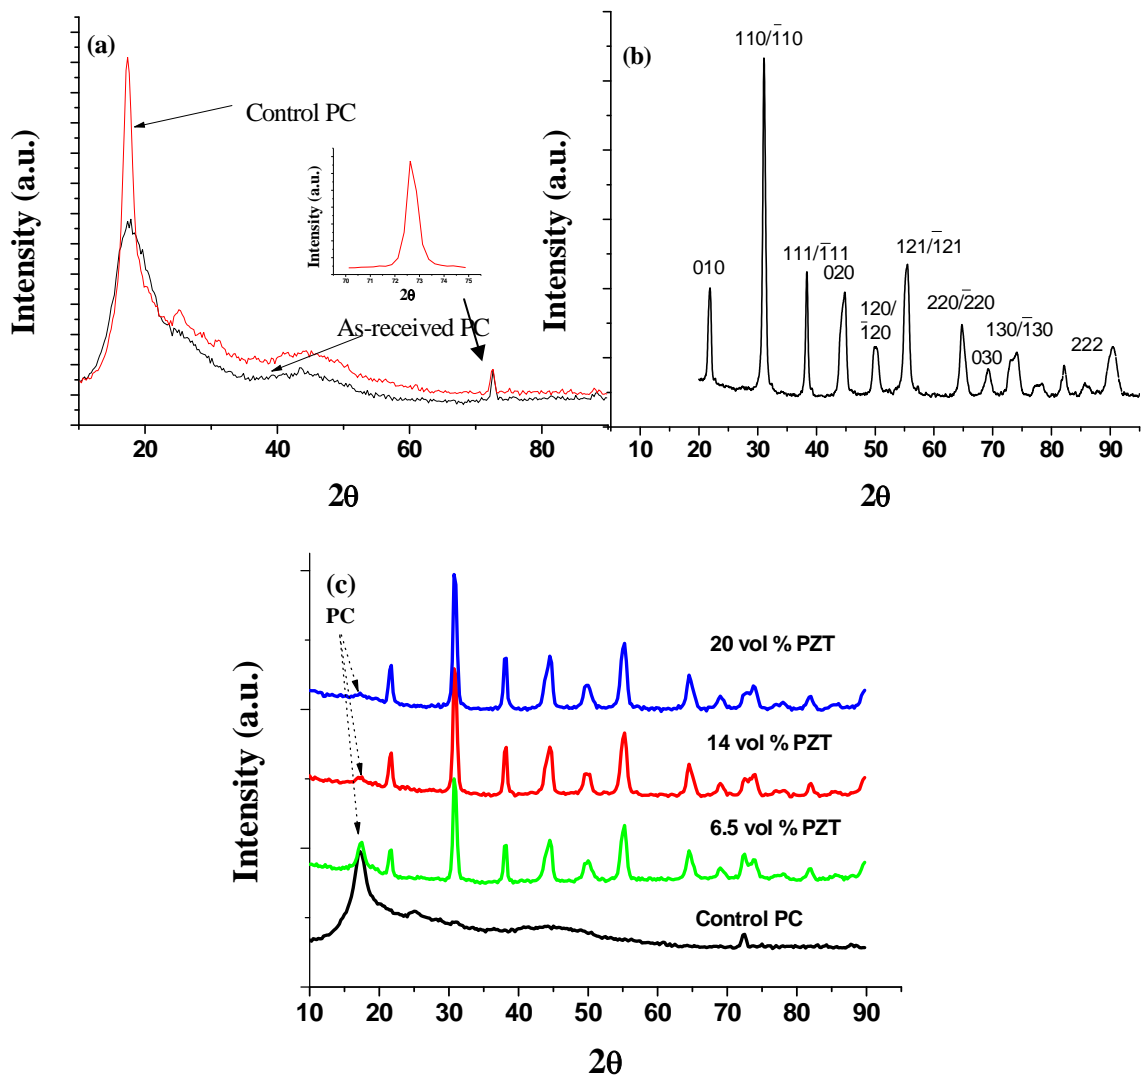 (a)
Control PC
Intensity (a.u.)
Intensity (a.u.)
70 71 72 73 74 75
2θ
As-received PC
20 40 60 80
2θ
(b)
110/1̅10
010
111/1̅11
020
120/
1̅20
121/1̅21
220/2̅20
030
130/1̅30
222
Intensity (a.u.)
10 20 30 40 50 60 70 80 90
2θ
(c)
PC
20 vol % PZT
14 vol % PZT
6.5 vol % PZT
Control PC
Intensity (a.u.)
10 20 30 40 50 60 70 80 90
2θ